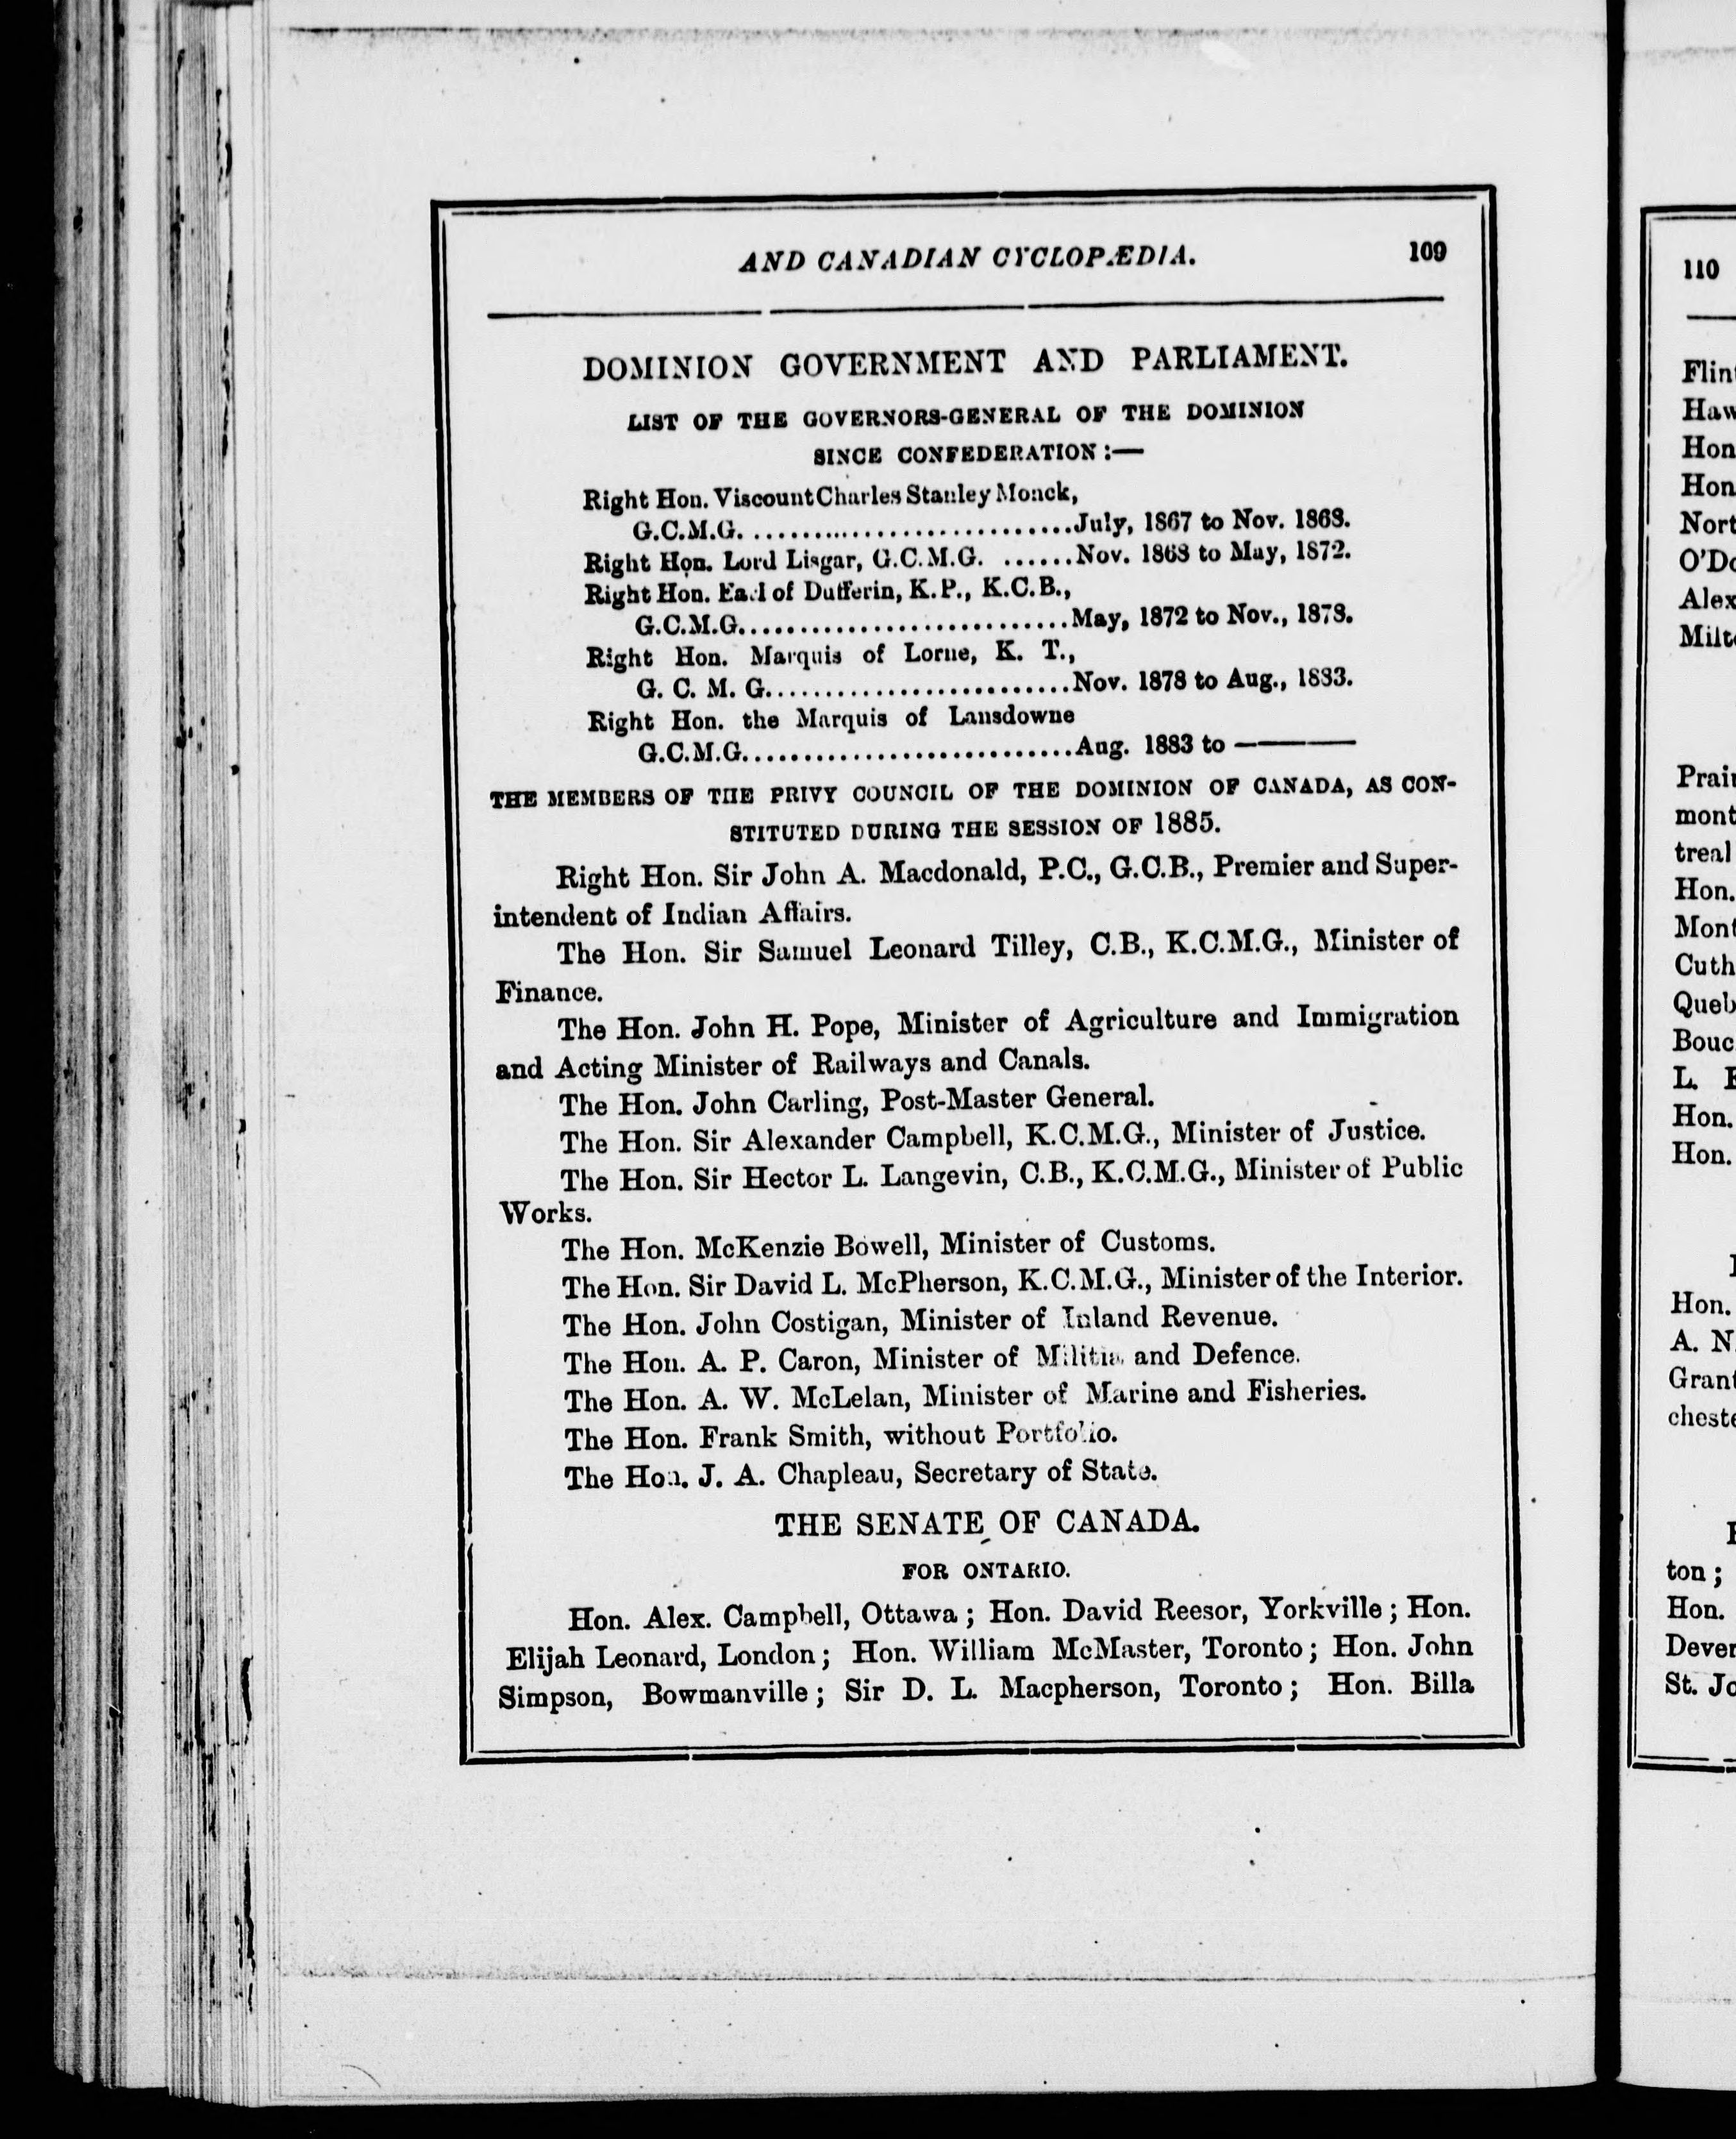 AND CANADIAN CYCLOPÆDIA. 109
DOMINION GOVERNMENT AND PARLIAMENT.
LIST OF THE GOVERNORS-GENERAL OF THE DOMINION
SINCE CONFEDERATION :—
Right Hon. Viscount Charles Stanley Monck,
G.C.M.G. ..............................July, 1867 to Nov. 1868.
Right Hon. Lord Lisgar, G.C.M.G. .......Nov. 1868 to May, 1872.
Right Hon. Earl of Dufferin, K.P., K.C.B.,
G.C.M.G.............................May, 1872 to Nov., 1878.
Right Hon. Marquis of Lorne, K. T.,
G. C. M. G..........................Nov. 1878 to Aug., 1883.
Right Hon. the Marquis of Lansdowne
G.C.M.G............................Aug. 1883 to ————
THE MEMBERS OF THE PRIVY COUNCIL OF THE DOMINION OF CANADA, AS CON-
STITUTED DURING THE SESSION OF 1885.
Right Hon. Sir John A. Macdonald, P.C., G.C.B., Premier and Super-
intendent of Indian Affairs.
The Hon. Sir Samuel Leonard Tilley, C.B., K.C.M.G., Minister of
Finance.
The Hon. John H. Pope, Minister of Agriculture and Immigration
and Acting Minister of Railways and Canals.
The Hon. John Carling, Post-Master General.
The Hon. Sir Alexander Campbell, K.C.M.G., Minister of Justice.
The Hon. Sir Hector L. Langevin, C.B., K.C.M.G., Minister of Public
Works.
The Hon. McKenzie Bowell, Minister of Customs.
The Hon. Sir David L. McPherson, K.C.M.G., Minister of the Interior.
The Hon. John Costigan, Minister of Inland Revenue.
The Hon. A. P. Caron, Minister of Militia and Defence.
The Hon. A. W. McLelan, Minister of Marine and Fisheries.
The Hon. Frank Smith, without Portfolio.
The Hon. J. A. Chapleau, Secretary of State.
THE SENATE OF CANADA.
FOR ONTARIO.
Hon. Alex. Campbell, Ottawa ; Hon. David Reesor, Yorkville ; Hon.
Elijah Leonard, London ; Hon. William McMaster, Toronto ; Hon. John
Simpson, Bowmanville ; Sir D. L. Macpherson, Toronto ; Hon. Billa
110
Hon.
Hon.
Alex
treal
Hon.
L.
Hon.
Hon.
Hon.
A. N
ton ;
Hon.